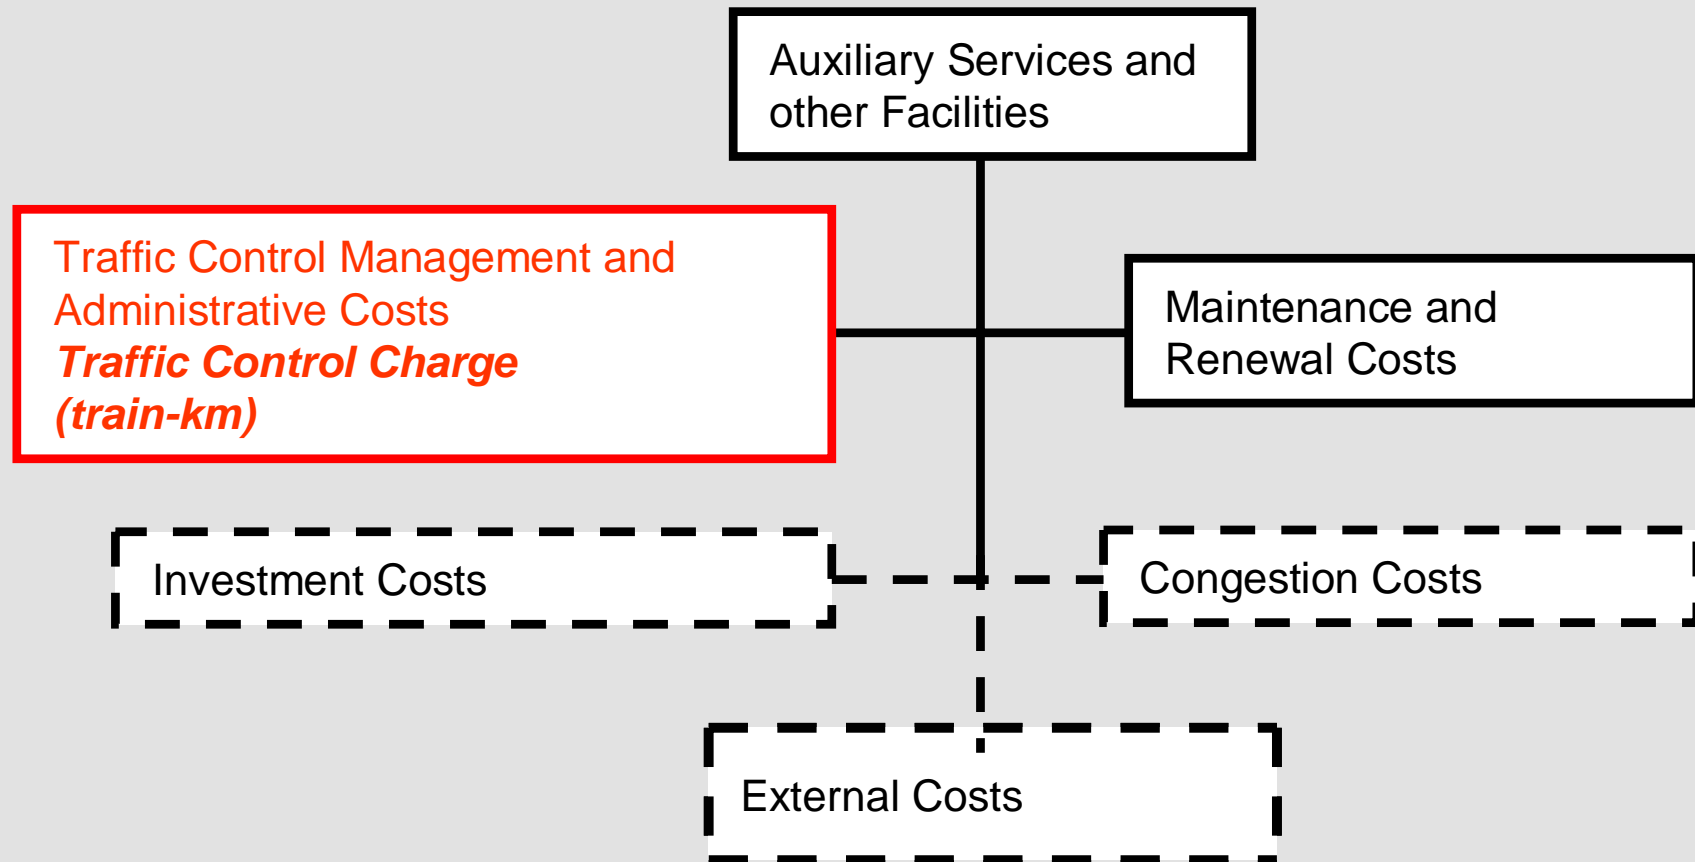 Auxiliary Services and
other Facilities
Traffic Control Management and
Administrative Costs
Traffic Control Charge
(train-km)
Maintenance and
Renewal Costs
Investment Costs
Congestion Costs
External Costs